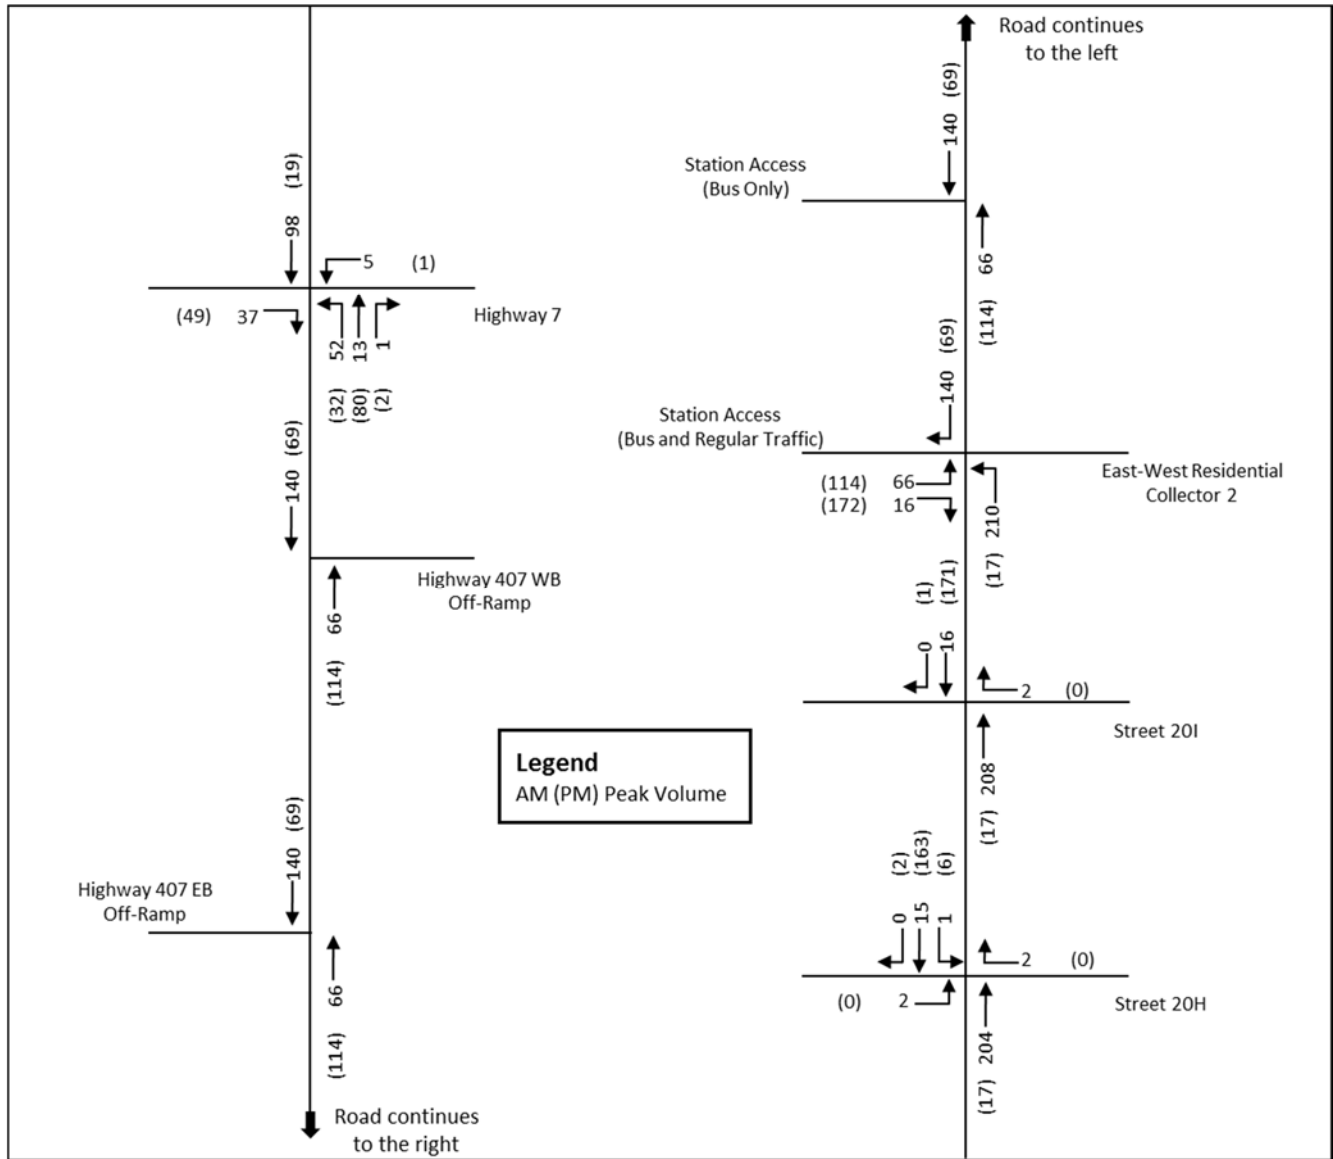 (19)
98
5 (1)
(49) 37
Highway 7
52 13 1
(32) (80) (2)
140 (69)
Highway 407 WB
Off-Ramp
66
(114)
140 (69)
Highway 407 EB
Off-Ramp
66
(114)
Road continues
to the right
Legend
AM (PM) Peak Volume
Road continues
to the left
140 (69)
Station Access
(Bus Only)
66
(114)
140 (69)
Station Access
(Bus and Regular Traffic)
East-West Residential
Collector 2
(114) 66
(172) 16
(17) 210
(1) (171)
0 16
2 (0)
Street 20I
(17) 208
(2) (163) (6)
0 15 1
2 (0)
(0) 2
Street 20H
(17) 204